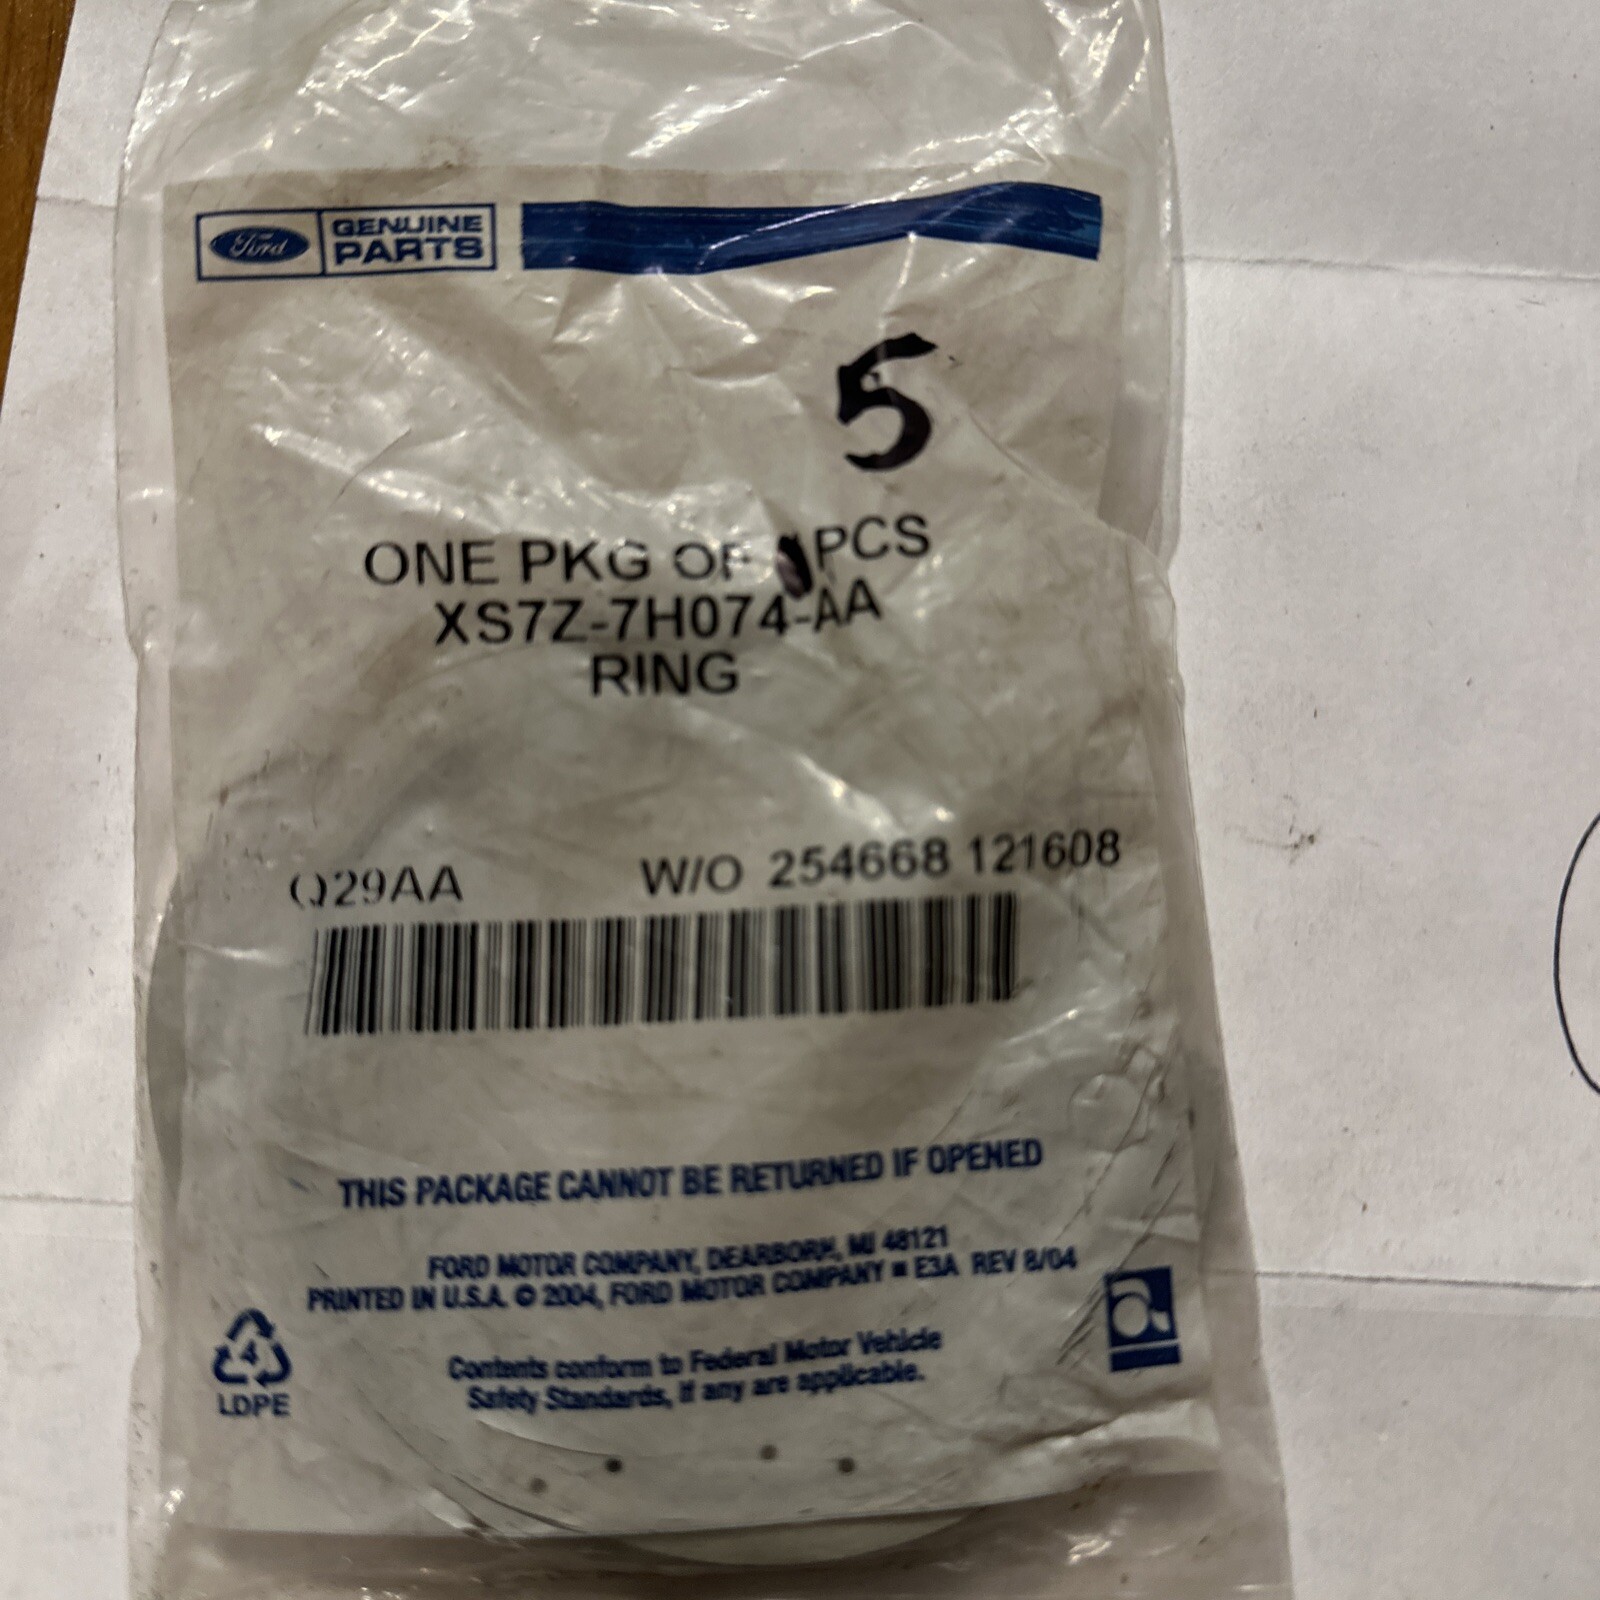 Ford GENUINE PARTS
5
ONE PKG OF PCS
XS7Z-7H074-AA
RING
Q29AA W/O 254668 121608
THIS PACKAGE CANNOT BE RETURNED IF OPENED
FORD MOTOR COMPANY, DEARBORN, MI 48121
PRINTED IN U.S.A. © 2004, FORD MOTOR COMPANY ■ E3A REV 8/04
4
LDPE
Contents conform to Federal Motor Vehicle
Safety Standards, if any are applicable.